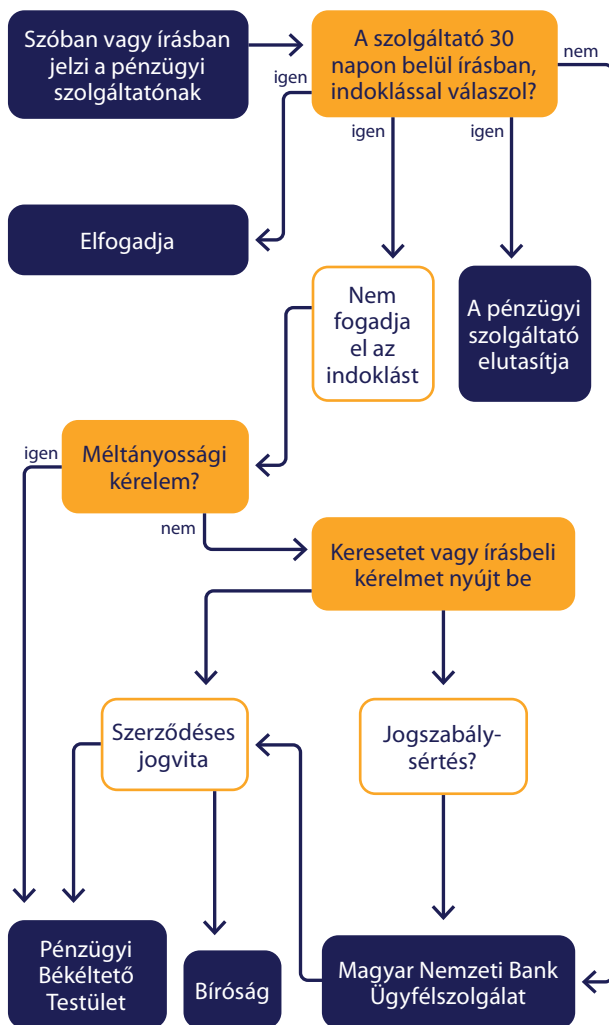 Szóban vagy írásban
jelzi a pénzügyi
szolgáltatónak
A szolgáltató 30
napon belül írásban,
indoklással válaszol?
nem
igen
igen
igen
Elfogadja
Nem
fogadja
el az
indoklást
A pénzügyi
szolgáltató
elutasítja
igen
Méltányossági
kérelem?
nem
Keresetet vagy írásbeli
kérelmet nyújt be
Szerződéses
jogvita
Jogszabály-
sértés?
Pénzügyi
Békéltető
Testület
Bíróság
Magyar Nemzeti Bank
Ügyfélszolgálat